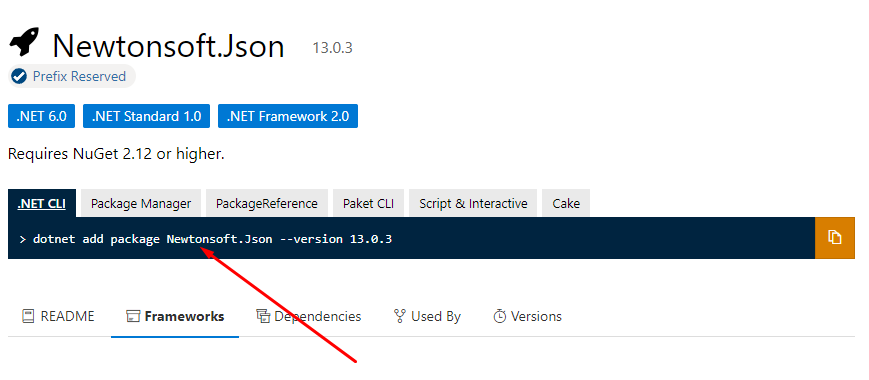 Newtonsoft.Json 13.0.3
Prefix Reserved
.NET 6.0 .NET Standard 1.0 .NET Framework 2.0
Requires NuGet 2.12 or higher.
.NET CLI Package Manager PackageReference Paket CLI Script & Interactive Cake
> dotnet add package Newtonsoft.Json --version 13.0.3
README Frameworks Dependencies Used By Versions